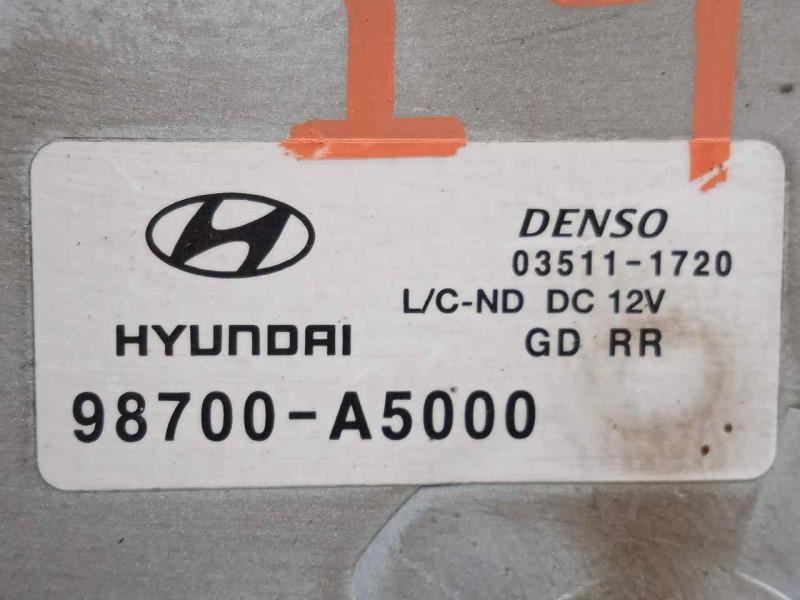 DENSO
03511-1720
L/C-ND DC 12V
HYUNDAI
GD RR
98700-A5000